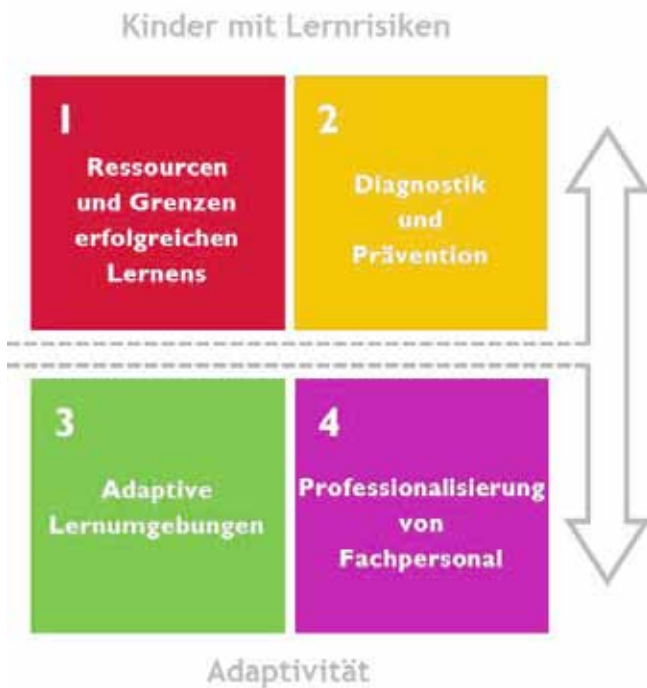 Kinder mit Lernrisiken
1
Ressourcen
und Grenzen
erfolgreichen
Lernens
2
Diagnostik
und
Prävention
3
Adaptive
Lernumgebungen
4
Professionalisierung
von
Fachpersonal
Adaptivität